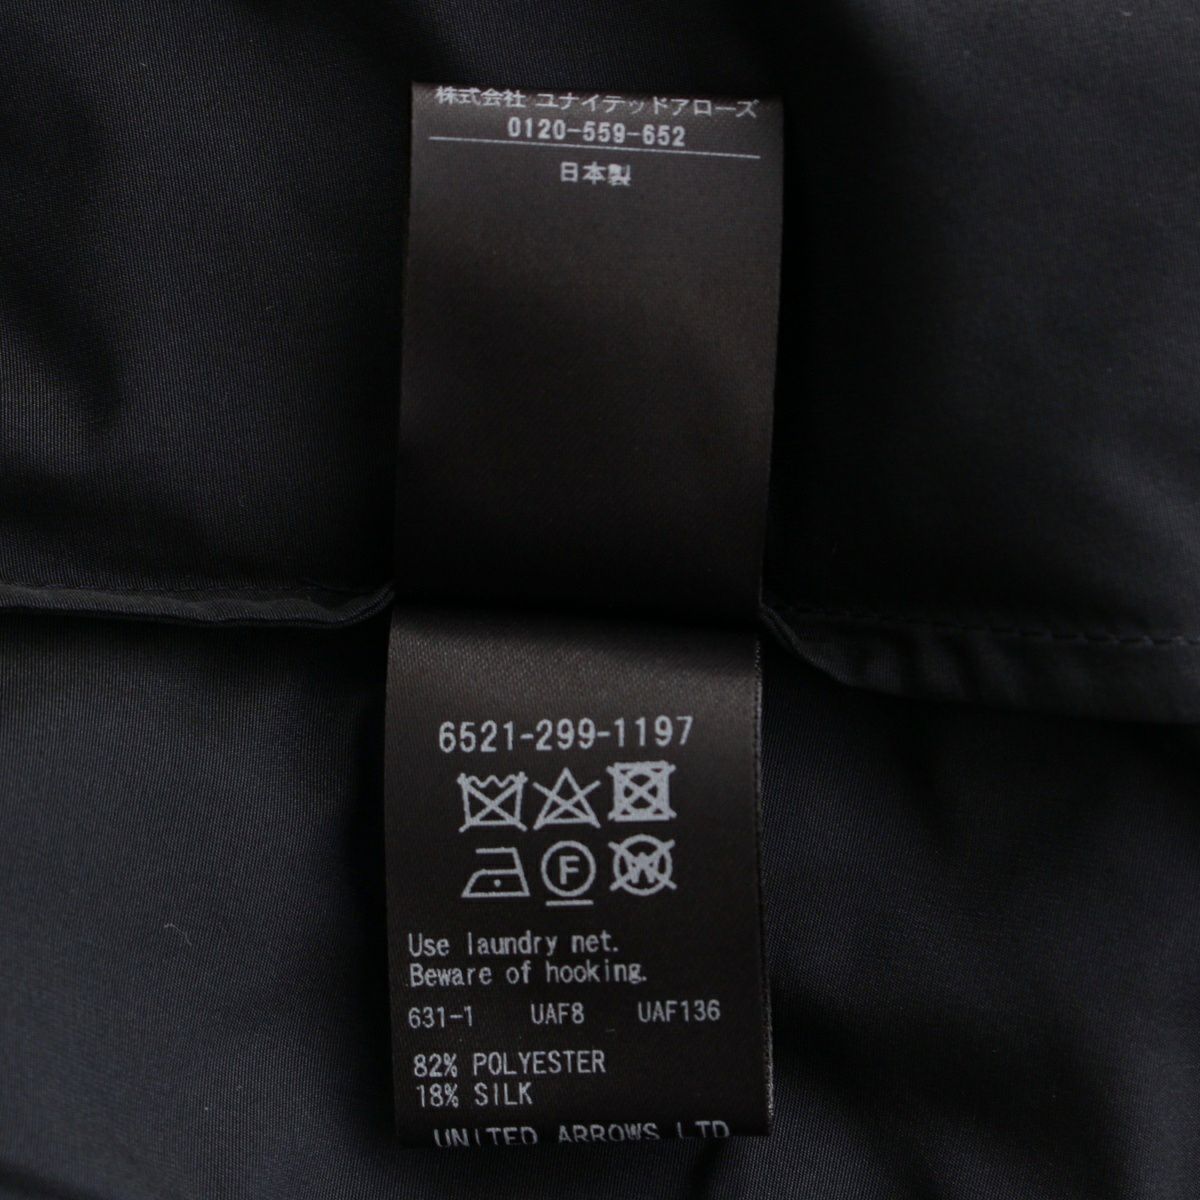 株式会社 ユナイテッドアローズ
0120-559-652
日本製
6521-299-1197
F W
Use laundry net.
Beware of hooking.
631-1 UAF8 UAF136
82% POLYESTER
18% SILK
UNITED ARROWS LTD